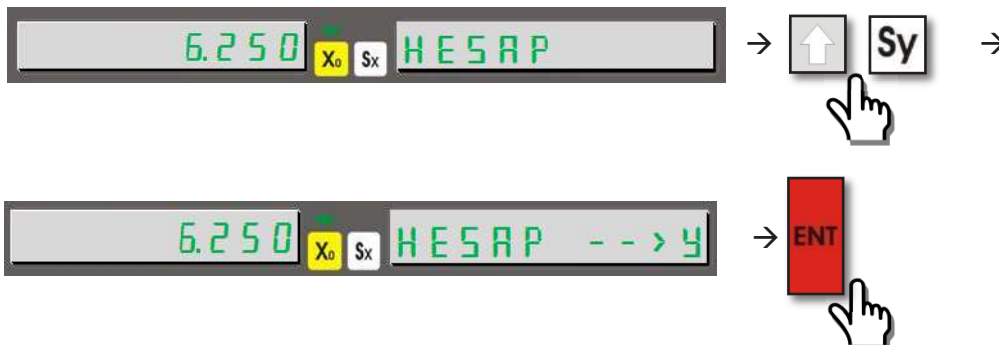 6.250 X₀ Sx HESAP → Sy →
6.250 X₀ Sx HESAP --> Y → ENT